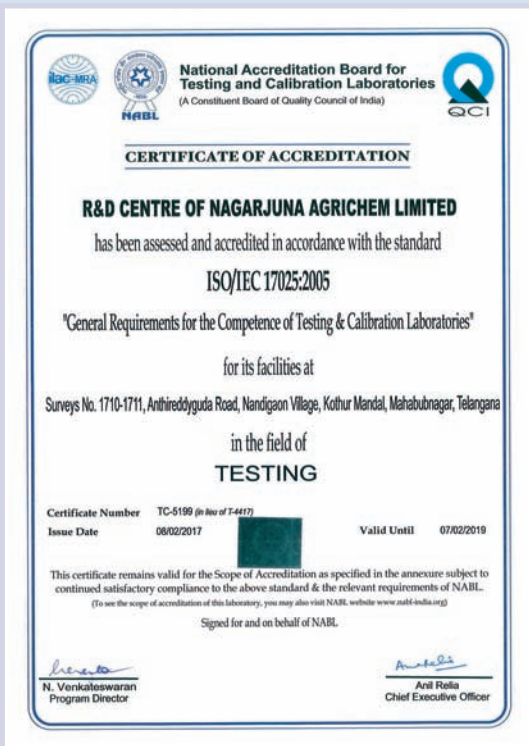 ilac-MRA
NABL
National Accreditation Board for
Testing and Calibration Laboratories
(A Constituent Board of Quality Council of India)
QCI
CERTIFICATE OF ACCREDITATION
R&D CENTRE OF NAGARJUNA AGRICHEM LIMITED
has been assessed and accredited in accordance with the standard
ISO/IEC 17025:2005
"General Requirements for the Competence of Testing & Calibration Laboratories"
for its facilities at
Surveys No. 1710-1711, Anthireddyguda Road, Nandigaon Village, Kothur Mandal, Mahabubnagar, Telangana
in the field of
TESTING
Certificate Number TC-5199 (in lieu of T-4417)
Issue Date 08/02/2017 Valid Until 07/02/2019
This certificate remains valid for the Scope of Accreditation as specified in the annexure subject to
continued satisfactory compliance to the above standard & the relevant requirements of NABL.
(To see the scope of accreditation of this laboratory, you may also visit NABL website www.nabl-india.org)
Signed for and on behalf of NABL
N. Venkateswaran
Program Director
Anil Relia
Chief Executive Officer